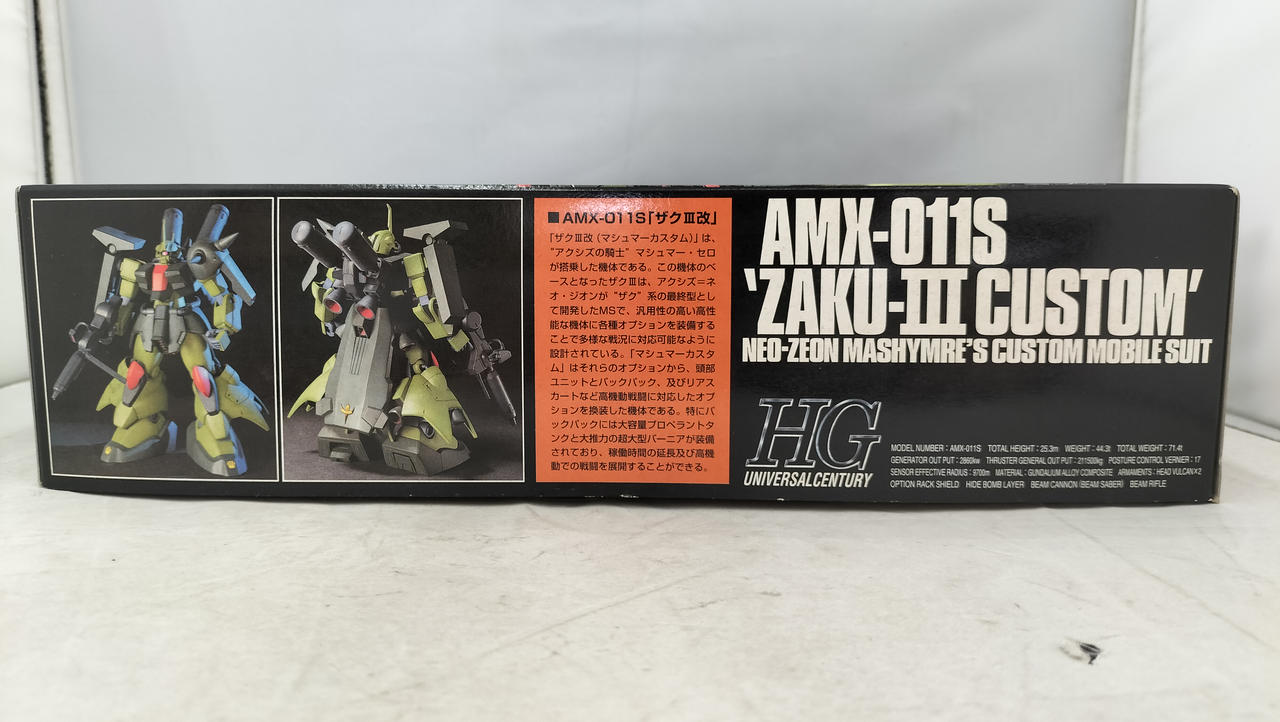 ■AMX-011S「ザクⅢ改」
「ザクⅢ改（マシュマーカスタム）」は、
"アクシズの騎士" マシュマー・セロ
が搭乗した機体である。この機体のベ
ースとなったザクⅢは、アクシズ=ネ
オ・ジオンが"ザク"系の最終型とし
て開発したMSで、汎用性の高い高性
能な機体に各種オプションを装備する
ことで多様な戦況に対応可能なように
設計されている。「マシュマーカスタ
ム」はそれらのオプションから、頭部
ユニットとバックパック、及びリアス
カートなど高機動戦闘に対応したオプ
ションを換装した機体である。特にバ
ックパックには大容量プロペラントタ
ンクと大推力の超大型バーニアが装備
されており、稼働時間の延長及び高機
動での戦闘を展開することができる。
AMX-011S
'ZAKU-III CUSTOM'
NEO-ZEON MASHYMRE'S CUSTOM MOBILE SUIT
HG
UNIVERSAL CENTURY
MODEL NUMBER : AMX-011S TOTAL HEIGHT : 25.3m WEIGHT : 44.3t TOTAL WEIGHT : 71.4t
GENERATOR OUT PUT : 2860kw THRUSTER GENERAL OUT PUT : 211500kg POSTURE CONTROL VERNIER : 17
SENSOR EFFECTIVE RADIUS : 9700m MATERIAL : GUNDALIUM ALLOY COMPOSITE ARMAMENTS : HEAD VULCAN×2
OPTION RACK SHIELD HIDE BOMB LAYER BEAM CANNON (BEAM SABER) BEAM RIFLE